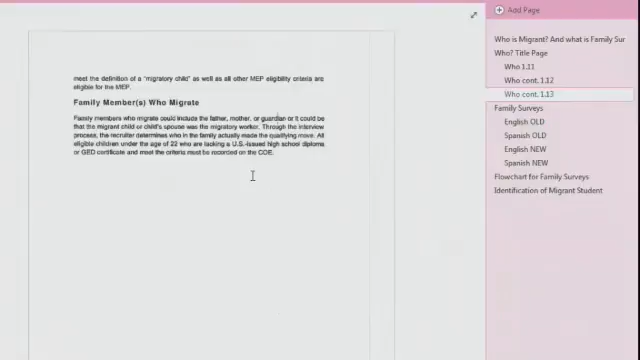 Add Page
Who is Migrant? And what is Family Sur
Who? Title Page
Who 1.11
Who cont. 1.12
Who cont. 1.13
Family Surveys
English OLD
Spanish OLD
English NEW
Spanish NEW
Flowchart for Family Surveys
Identification of Migrant Student
meet the definition of a "migratory child" as well as all other MEP eligibility criteria are
eligible for the MEP.
Family Member(s) Who Migrate
Family members who migrate could include the father, mother, or guardian or it could be
that the migrant child or child's spouse was the migratory worker. Through the interview
process, the recruiter determines who in the family actually made the qualifying move. All
eligible children under the age of 22 who are lacking a U.S.-issued high school diploma
or GED certificate and meet the criteria must be recorded on the COE.